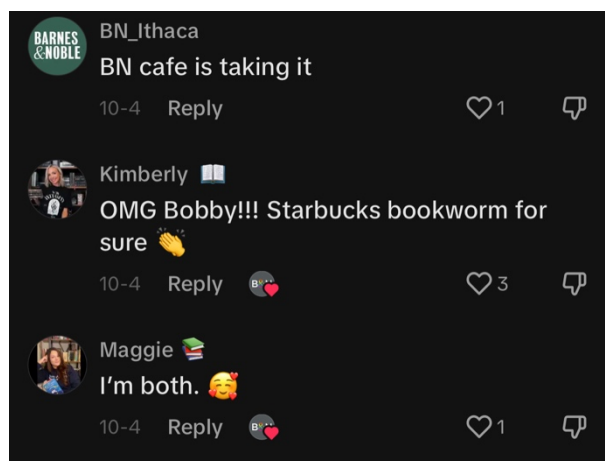 BARNES
&NOBLE
BN_Ithaca
BN cafe is taking it
10-4 Reply 1
Kimberly 📖
OMG Bobby!!! Starbucks bookworm for
sure 👏
10-4 Reply 3
Maggie 📚
I'm both. 🥰
10-4 Reply 1